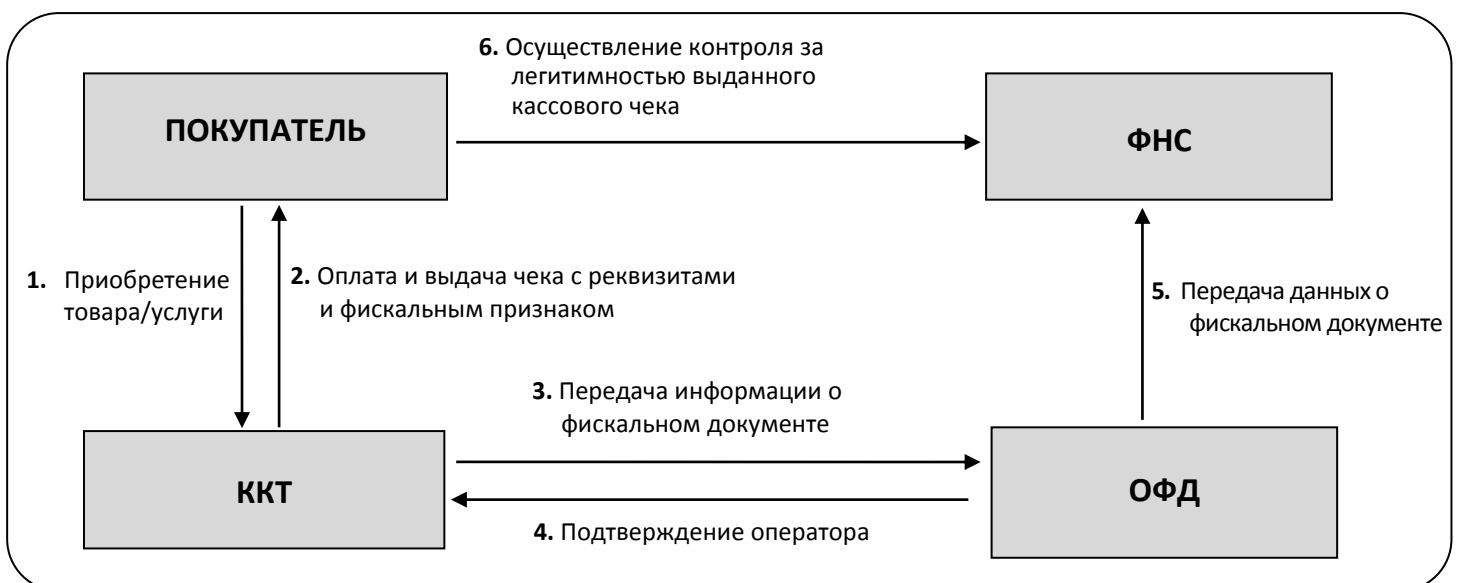 6. Осуществление контроля за
легитимностью выданного
кассового чека
ПОКУПАТЕЛЬ
ФНС
1. Приобретение
товара/услуги
2. Оплата и выдача чека с реквизитами
и фискальным признаком
5. Передача данных о
фискальном документе
3. Передача информации о
фискальном документе
ККТ
ОФД
4. Подтверждение оператора